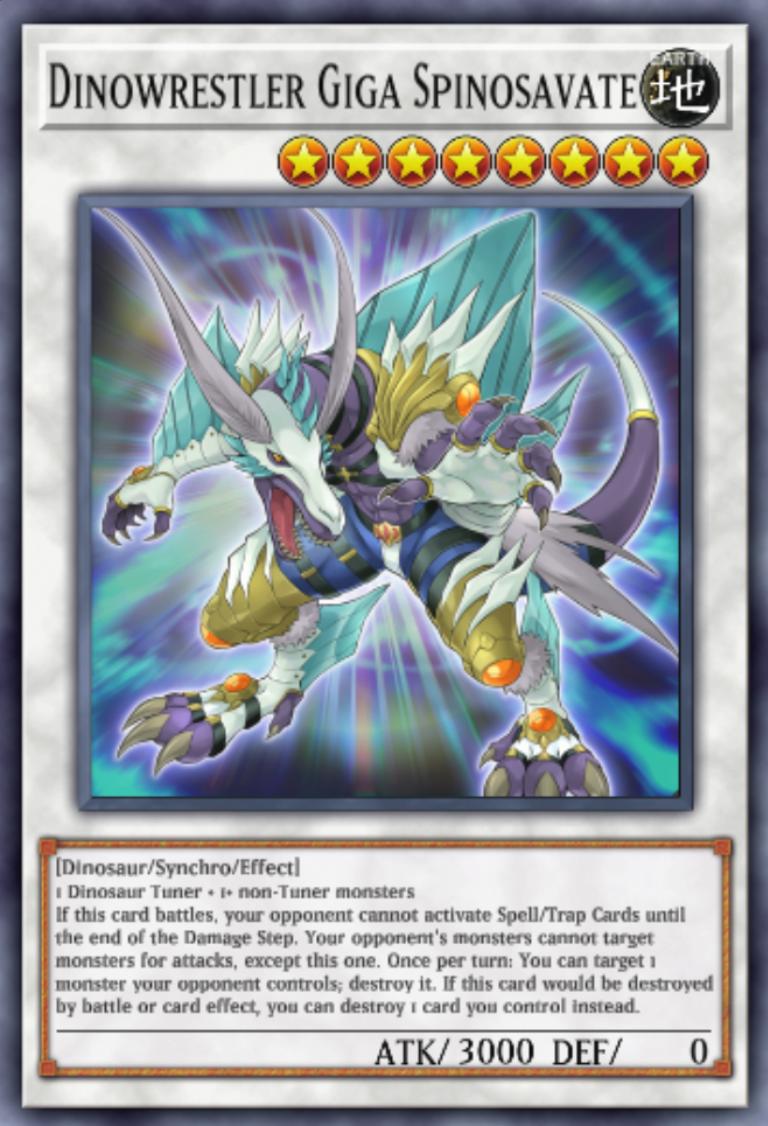 Dinowrestler Giga Spinosavate
EARTH
地
[Dinosaur/Synchro/Effect]
1 Dinosaur Tuner + 1+ non-Tuner monsters
If this card battles, your opponent cannot activate Spell/Trap Cards until
the end of the Damage Step. Your opponent's monsters cannot target
monsters for attacks, except this one. Once per turn: You can target 1
monster your opponent controls; destroy it. If this card would be destroyed
by battle or card effect, you can destroy 1 card you control instead.
ATK/ 3000 DEF/ 0